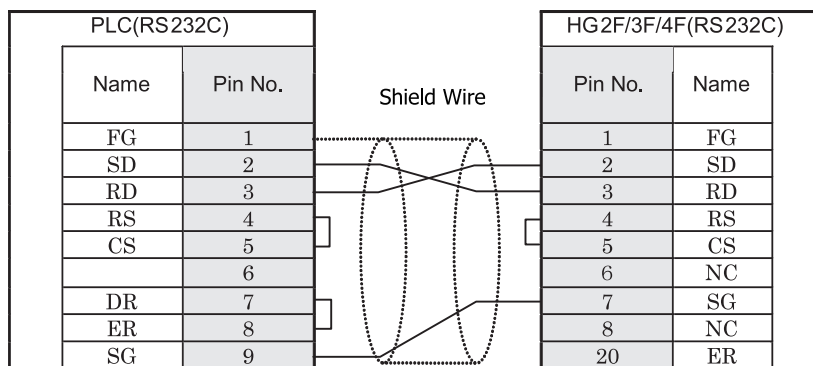 PLC(RS232C) HG2F/3F/4F(RS232C)
Name Pin No. Shield Wire Pin No. Name
FG 1 1 FG
SD 2 2 SD
RD 3 3 RD
RS 4 4 RS
CS 5 5 CS
6 6 NC
DR 7 7 SG
ER 8 8 NC
SG 9 20 ER